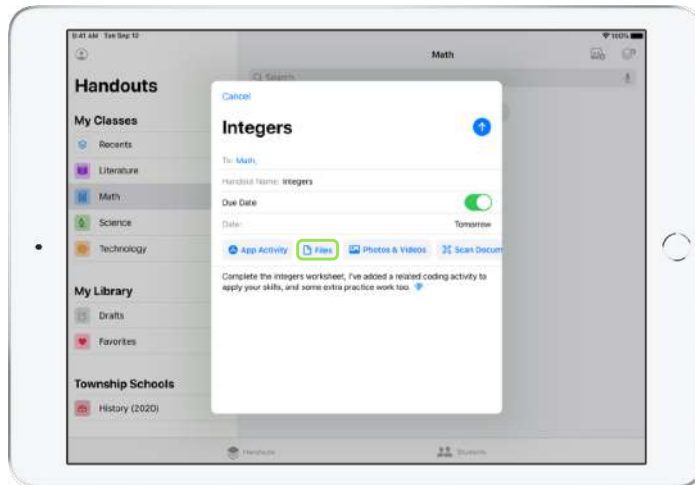 9:41 AM Tue Sep 10
100%
Math
Handouts
Search
My Classes
Recents
Literature
Math
Science
Technology
My Library
Drafts
Favorites
Township Schools
History (2020)
Cancel
Integers
To: Math,
Handout Name: Integers
Due Date
Date: Tomorrow
App Activity Files Photos & Videos Scan Docum
Complete the integers worksheet, I've added a related coding activity to
apply your skills, and some extra practice work too.
Handouts Students